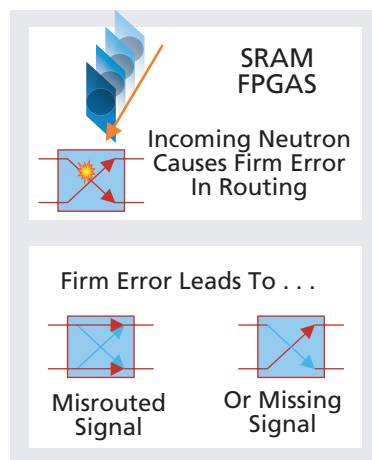 SRAM
FPGAS
Incoming Neutron
Causes Firm Error
In Routing
Firm Error Leads To . . .
Misrouted
Signal
Or Missing
Signal